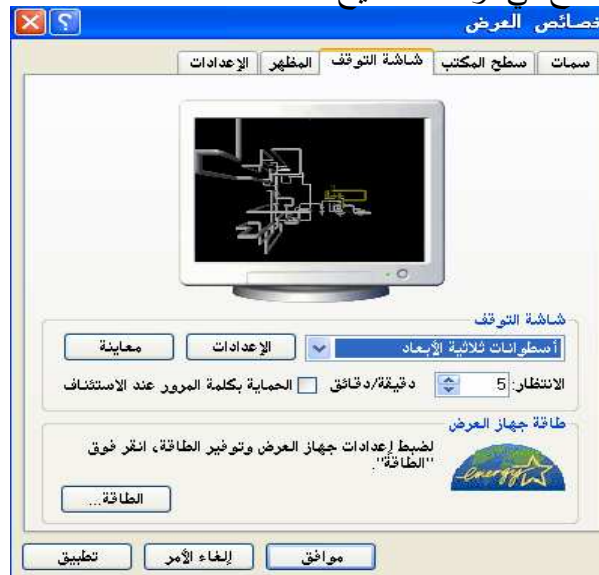 خصائص العرض
سمات سطح المكتب شاشة التوقف المظهر الإعدادات
شاشة التوقف
أسطوانات ثلاثية الأبعاد الإعدادات معاينة
الانتظار: 5 دقيقة/دقائق الحماية بكلمة المرور عند الاستئناف
طاقة جهاز العرض
لضبط إعدادات جهاز العرض وتوفير الطاقة، انقر فوق
"الطاقة".
energy
الطاقة...
موافق إلغاء الأمر تطبيق